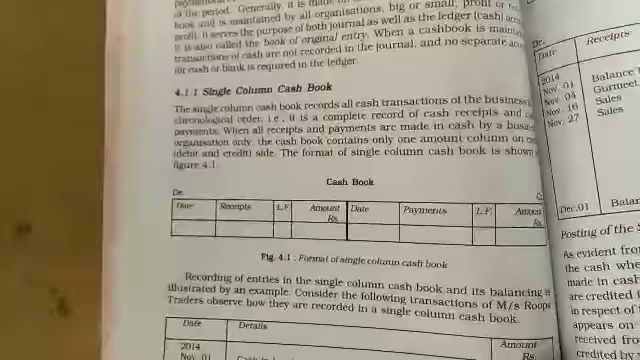 of the period. Generally, it is made on
book and is maintained by all organisations, big or small, profit or
profit. It serves the purpose of both journal as well as the ledger (cash)
It is also called the book of original entry. When a cashbook is
transactions of cash are not recorded in the journal, and no separate
for cash or bank is required in the ledger.
4.1.1 Single Column Cash Book
The single column cash book records all cash transactions of the business
chronological order, i.e., it is a complete record of cash receipts and
payments. When all receipts and payments are made in cash by a
organisation only, the cash book contains only one amount column on
(debit and credit) side. The format of single column cash book is shown
figure 4.1.
Cash Book
Dr.
Date Receipts L.F. Amount Date Payments L.F. Amount
Rs. Rs.
Fig. 4.1 : Format of single column cash book
Recording of entries in the single column cash book and its balancing is
illustrated by an example. Consider the following transactions of M/s Roopa
Traders observe how they are recorded in a single column cash book.
Date Details Amount
Rs.
2014
Nov. 01
Dr.
Date Receipts
2014
Nov. 01 Balance
Nov. 04 Gurmeet
Nov. 16 Sales
Nov. 27 Sales
Dec.01
Posting of the
As evident from
the cash
made in cash
are credited
in respect of
appears on
received from
credited by